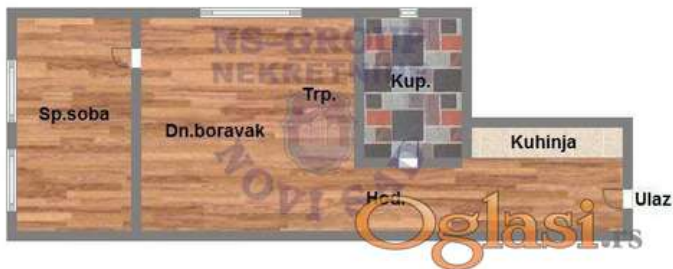 NS-GROUP
NEKRETNINE
Trp.
Kup.
Sp.soba
Dn.boravak
Kuhinja
NOVI SAD
Hod.
Ulaz
Oglasi.rs